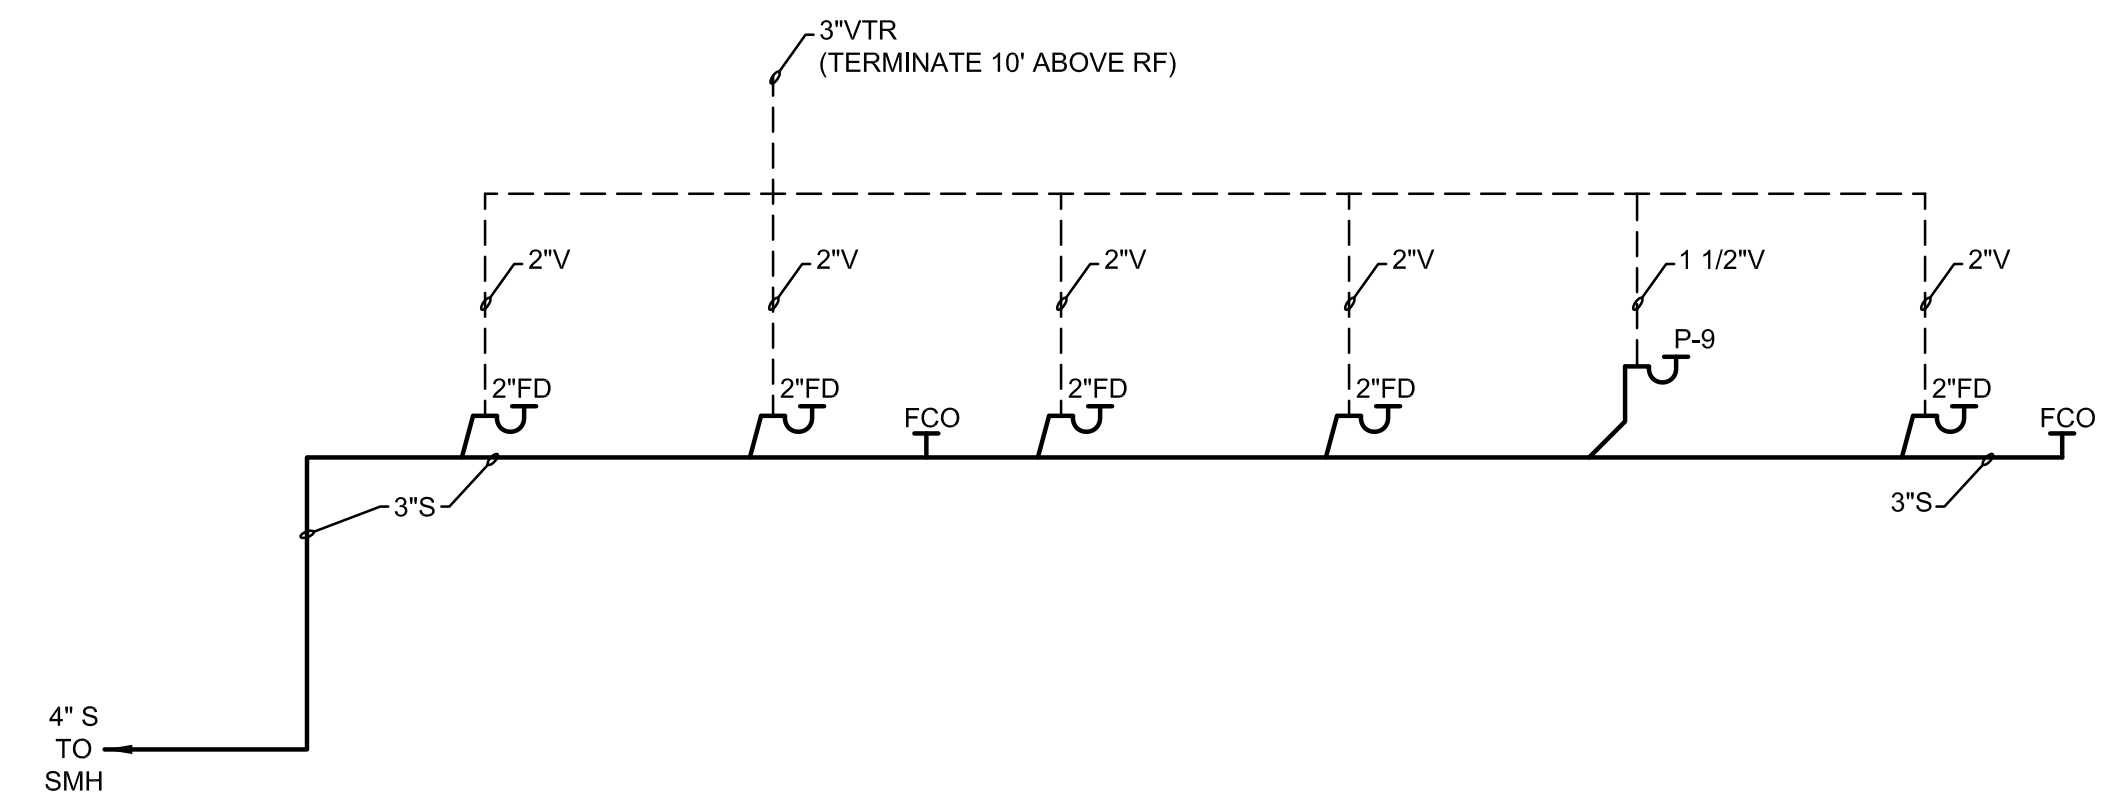 3"VTR
(TERMINATE 10' ABOVE RF)
2"V
2"V
2"V
2"V
1 1/2"V
2"V
P-9
2"FD
2"FD
2"FD
2"FD
2"FD
FCO
FCO
3"S
3"S
4" S
TO
SMH